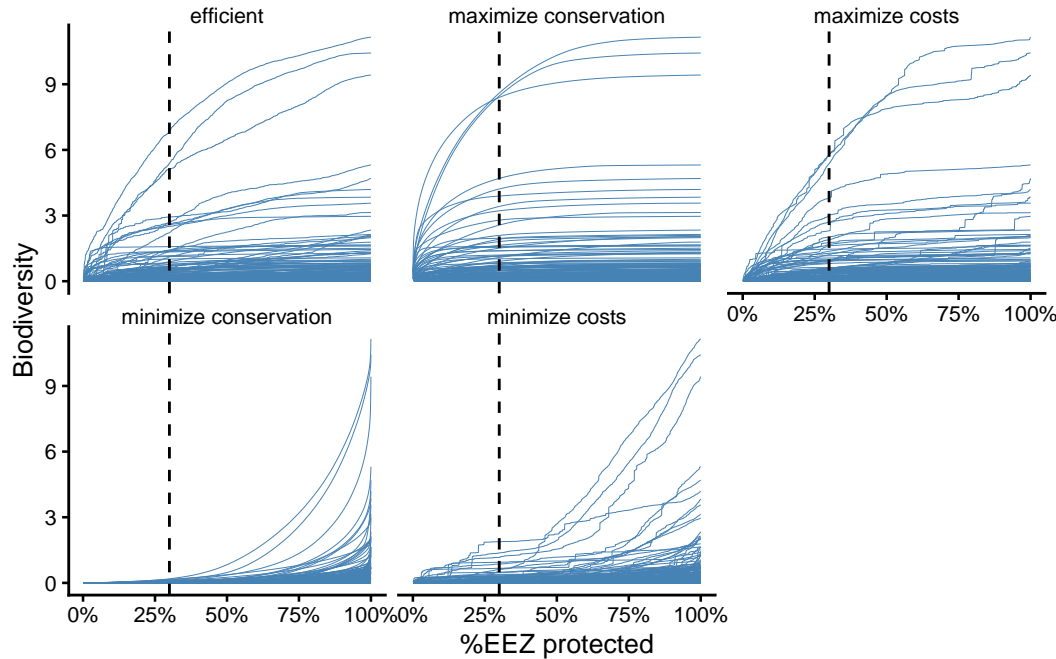 efficient
maximize conservation
maximize costs
9
6
3
0
0% 25% 50% 75% 100%
minimize conservation
minimize costs
9
6
3
0
0% 25% 50% 75% 100%
0% 25% 50% 75% 100%
Biodiversity
%EEZ protected